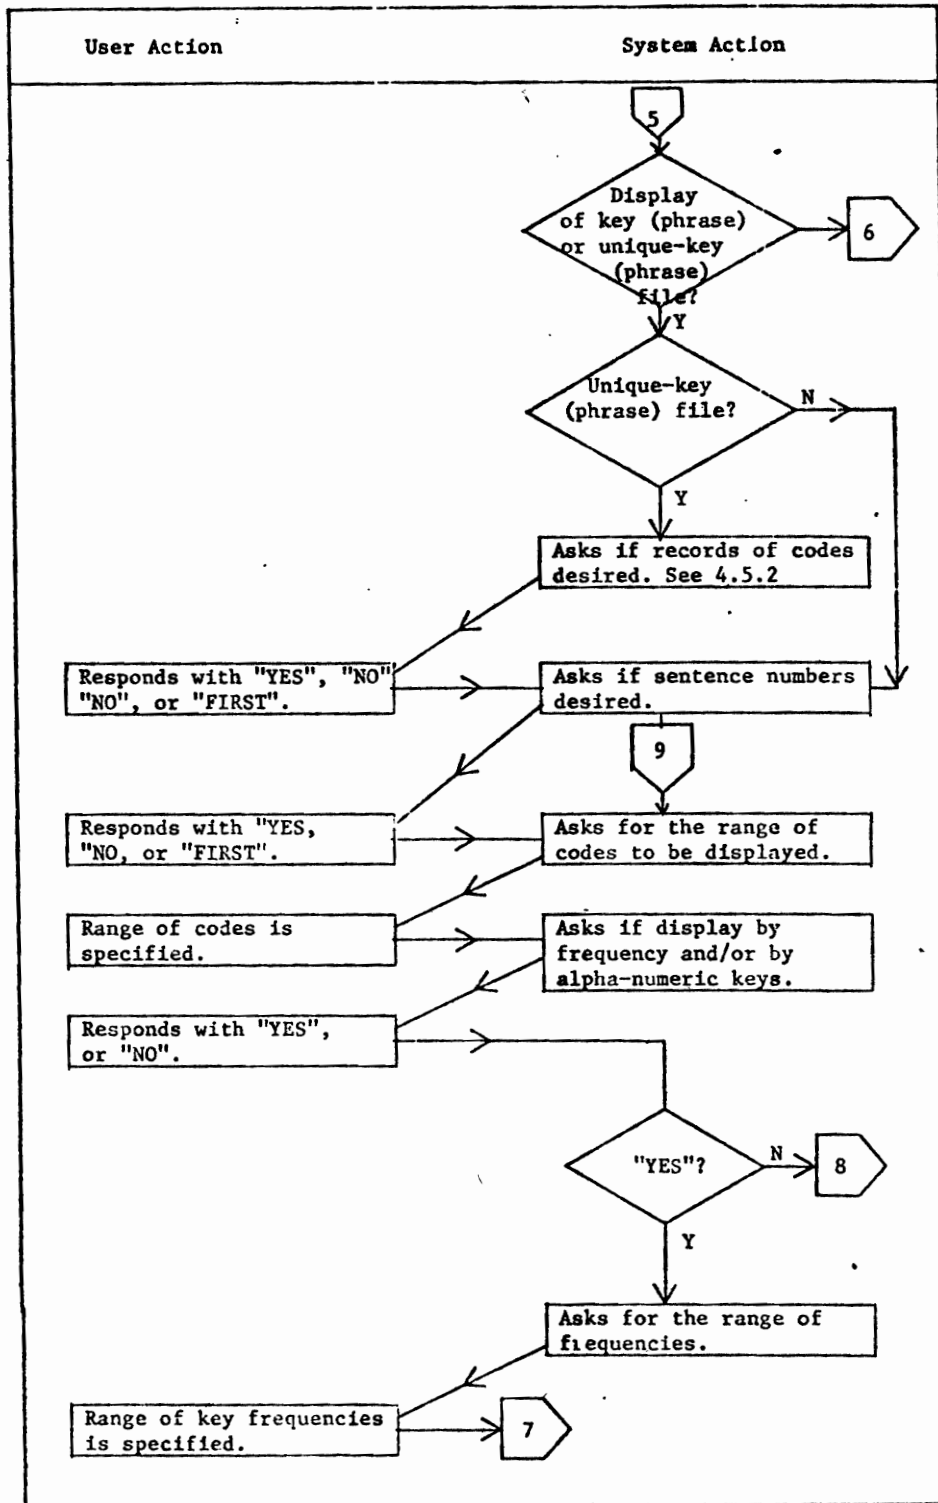 User Action
System Action
5
Display
of key (phrase)
or unique-key
(phrase)
file?
6
Y
Unique-key
(phrase) file?
N
Y
Asks if records of codes
desired. See 4.5.2
Responds with "YES", "NO"
"NO", or "FIRST".
Asks if sentence numbers
desired.
9
Responds with "YES,
"NO, or "FIRST".
Asks for the range of
codes to be displayed.
Range of codes is
specified.
Asks if display by
frequency and/or by
alpha-numeric keys.
Responds with "YES",
or "NO".
"YES"?
N
8
Y
Asks for the range of
frequencies.
Range of key frequencies
is specified.
7